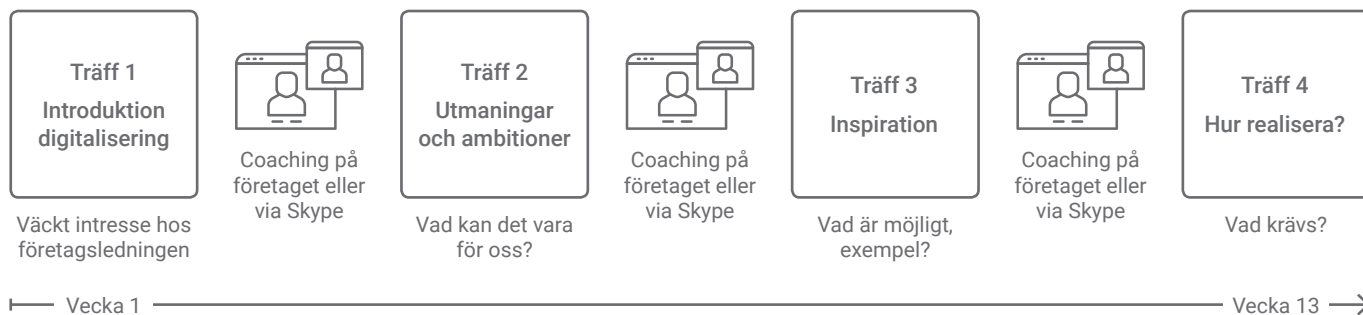 Träff 1
Introduktion
digitalisering
Väckt intresse hos
företagsledningen
Coaching på
företaget eller
via Skype
Träff 2
Utmaningar
och ambitioner
Vad kan det vara
för oss?
Coaching på
företaget eller
via Skype
Träff 3
Inspiration
Vad är möjligt,
exempel?
Coaching på
företaget eller
via Skype
Träff 4
Hur realisera?
Vad krävs?
Vecka 1
Vecka 13